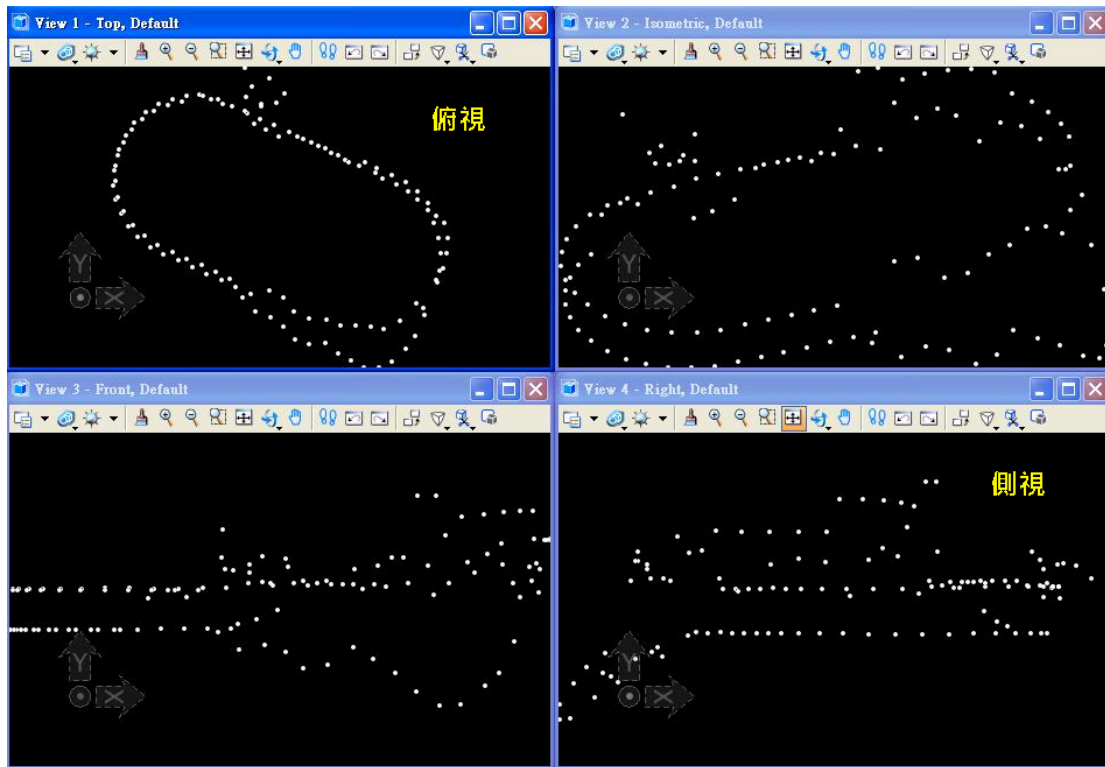 View 1 - Top, Default
View 2 - Isometric, Default
俯視
Y
X
Y
X
View 3 - Front, Default
View 4 - Right, Default
側視
Y
X
Y
X